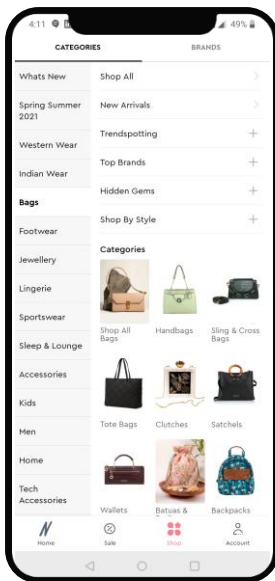 4:11
49%
CATEGORIES
BRANDS
Whats New
Spring Summer
2021
Western Wear
Indian Wear
Bags
Footwear
Jewellery
Lingerie
Sportswear
Sleep & Lounge
Accessories
Kids
Men
Home
Tech
Accessories
Shop All
New Arrivals
Trendspotting
Top Brands
Hidden Gems
Shop By Style
Categories
Shop All
Bags
Handbags
Sling & Cross
Bags
Tote Bags
Clutches
Satchels
Wallets
Batuas &
Backpacks
N
Home
Sale
Shop
Account